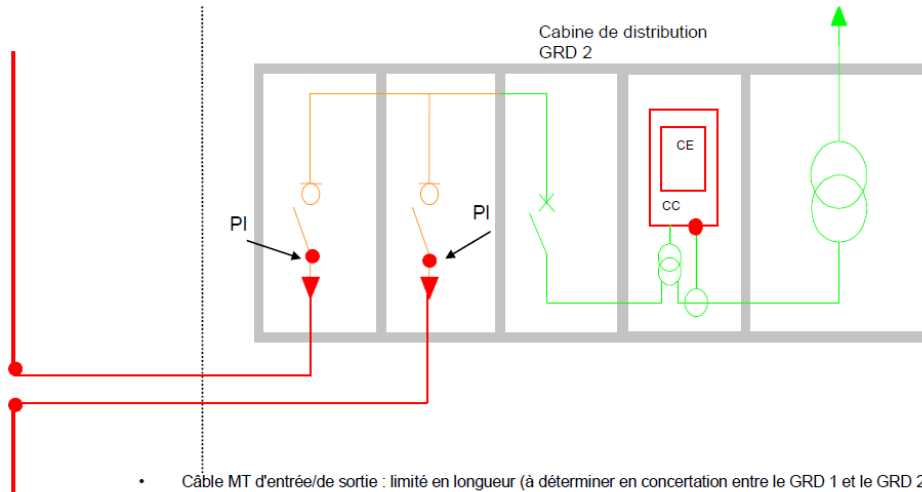 Cabine de distribution
GRD 2
CE
CC
PI
PI
• Câble MT d'entrée/de sortie : limité en longueur (à déterminer en concertation entre le GRD 1 et le GRD 2